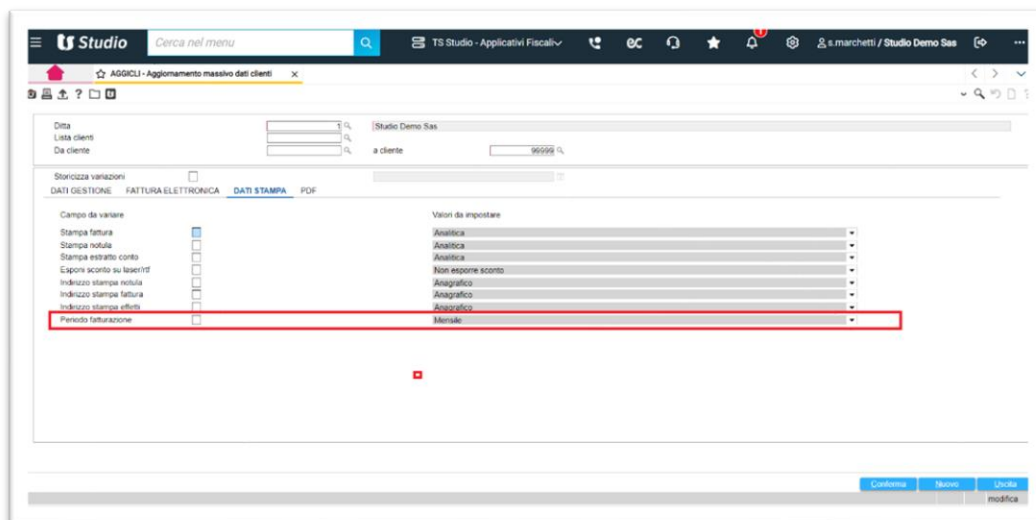 TS Studio Cerca nel menu TS Studio - Applicativi Fiscali ec 1 s.marchetti / Studio Demo Sas
AGGICLI - Aggiornamento massivo dati clienti
Ditta 1 Studio Demo Sas
Lista clienti
Da cliente a cliente 99999
Storicizza variazioni
DATI GESTIONE FATTURA ELETTRONICA DATI STAMPA PDF
Campo da variare Valori da impostare
Stampa fattura Analitica
Stampa notula Analitica
Stampa estratto conto Analitica
Esponi sconto su laser/rtf Non esporre sconto
Indirizzo stampa notula Anagrafico
Indirizzo stampa fattura Anagrafico
Indirizzo stampa effetti Anagrafico
Periodo fatturazione Mensile
Conferma Nuovo Uscita
modifica